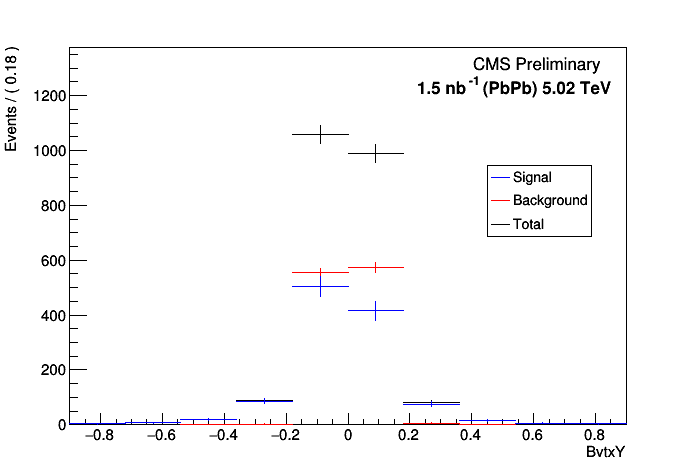 CMS Preliminary
1.5 nb-1 (PbPb) 5.02 TeV
Events / ( 0.18 )
1200
1000
800
600
400
200
0
Signal
Background
Total
−0.8 −0.6 −0.4 −0.2 0 0.2 0.4 0.6 0.8
BvtxY